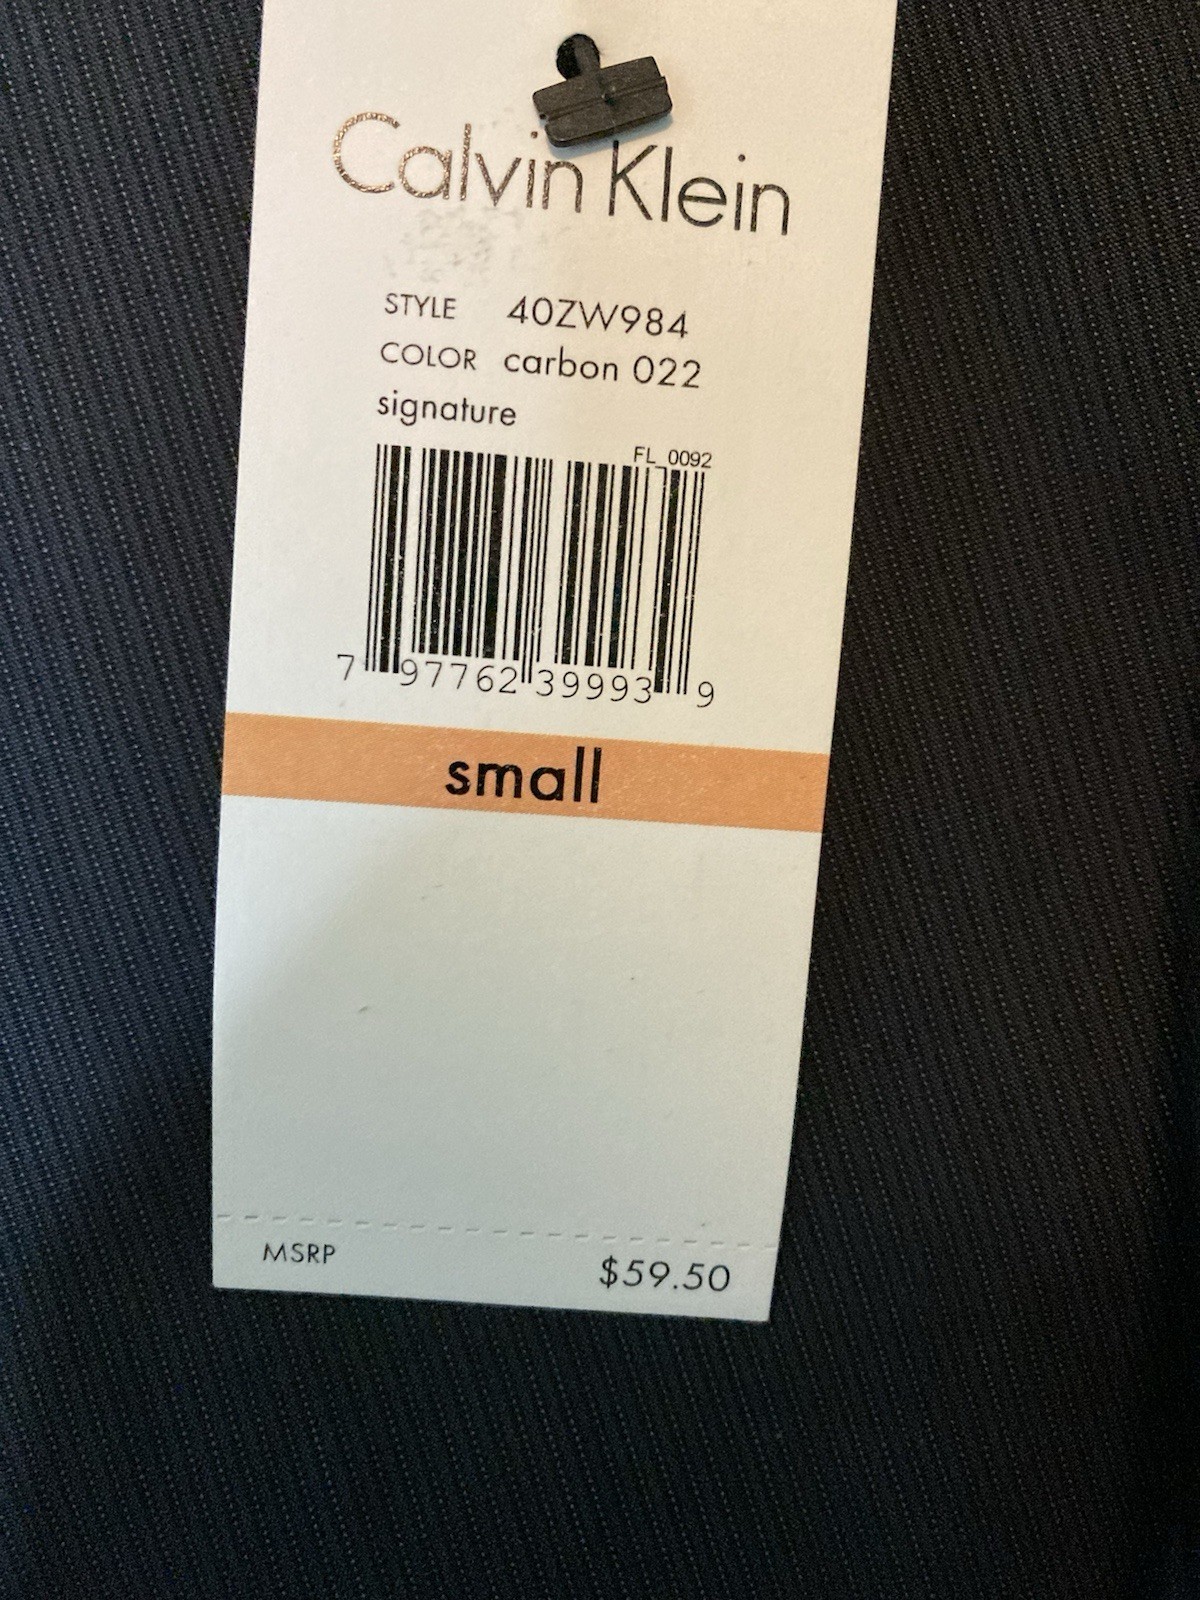 Calvin Klein
STYLE 40ZW984
COLOR carbon 022
signature
FL_0092
7 97762 39993 9
small
MSRP $59.50